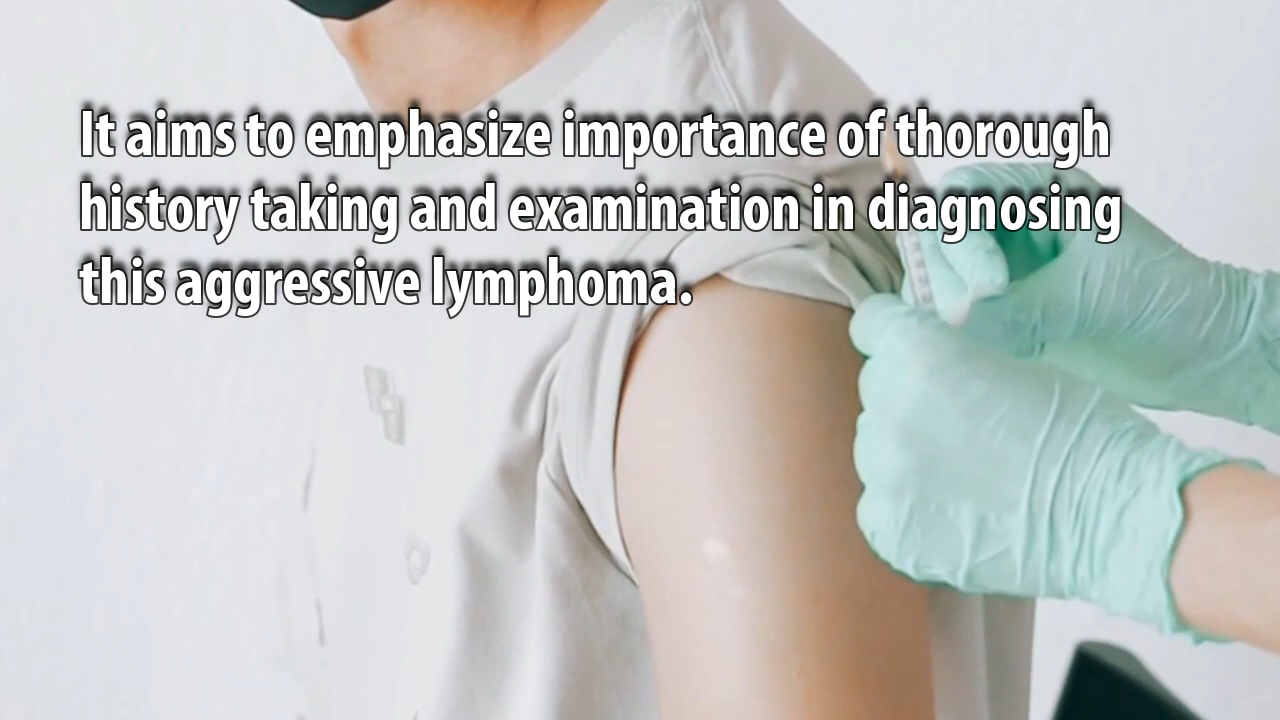 It aims to emphasize importance of thorough
history taking and examination in diagnosing
this aggressive lymphoma.